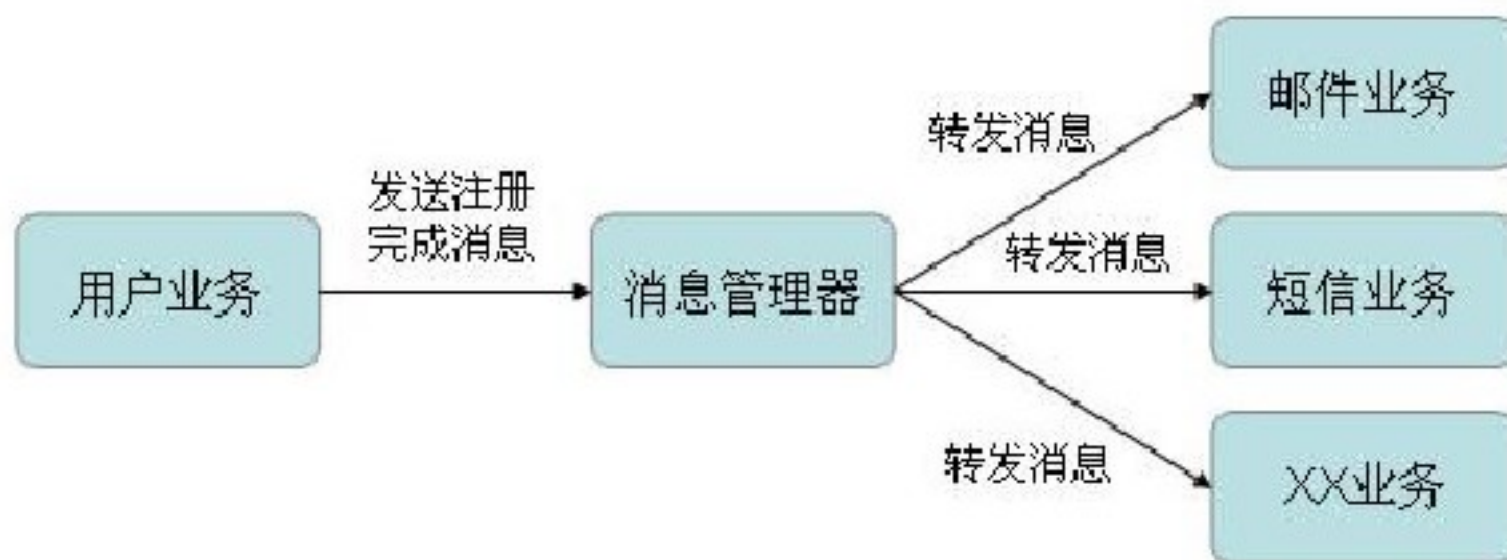 邮件业务
转发消息
发送注册
完成消息
用户业务
消息管理器
转发消息
短信业务
转发消息
XX业务